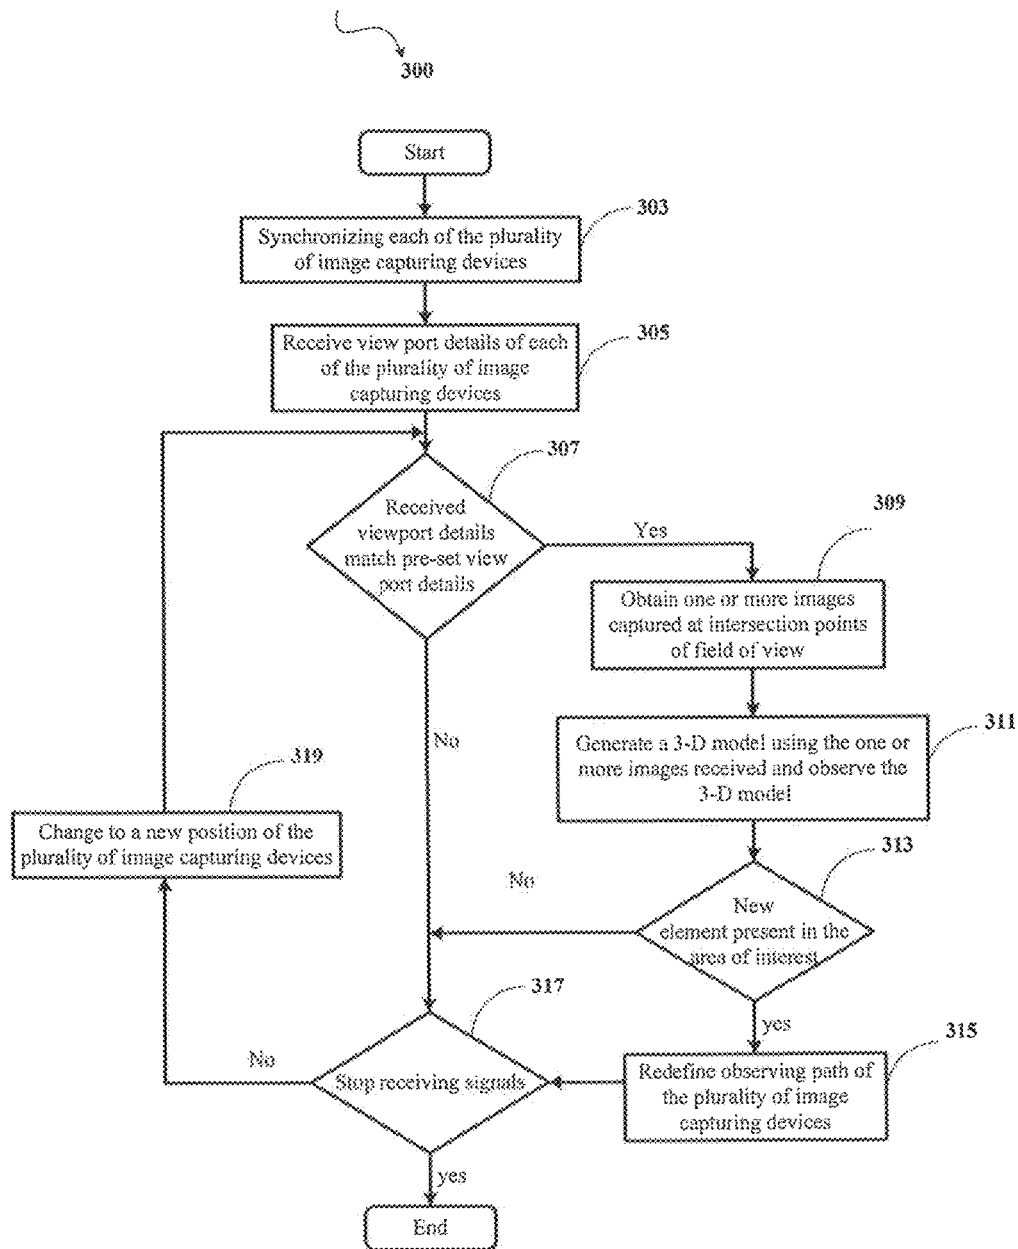 300
Start
303
Synchronizing each of the plurality
of image capturing devices
305
Receive view port details of each
of the plurality of image
capturing devices
307
Received
viewport details
match pre-set view
port details
Yes
309
Obtain one or more images
captured at intersection points
of field of view
No
311
Generate a 3-D model using the one or
more images received and observe the
3-D model
319
Change to a new position of the
plurality of image capturing devices
313
No
New
element present in the
area of interest
317
yes
315
No
Stop receiving signals
Redefine observing path of
the plurality of image
capturing devices
yes
End